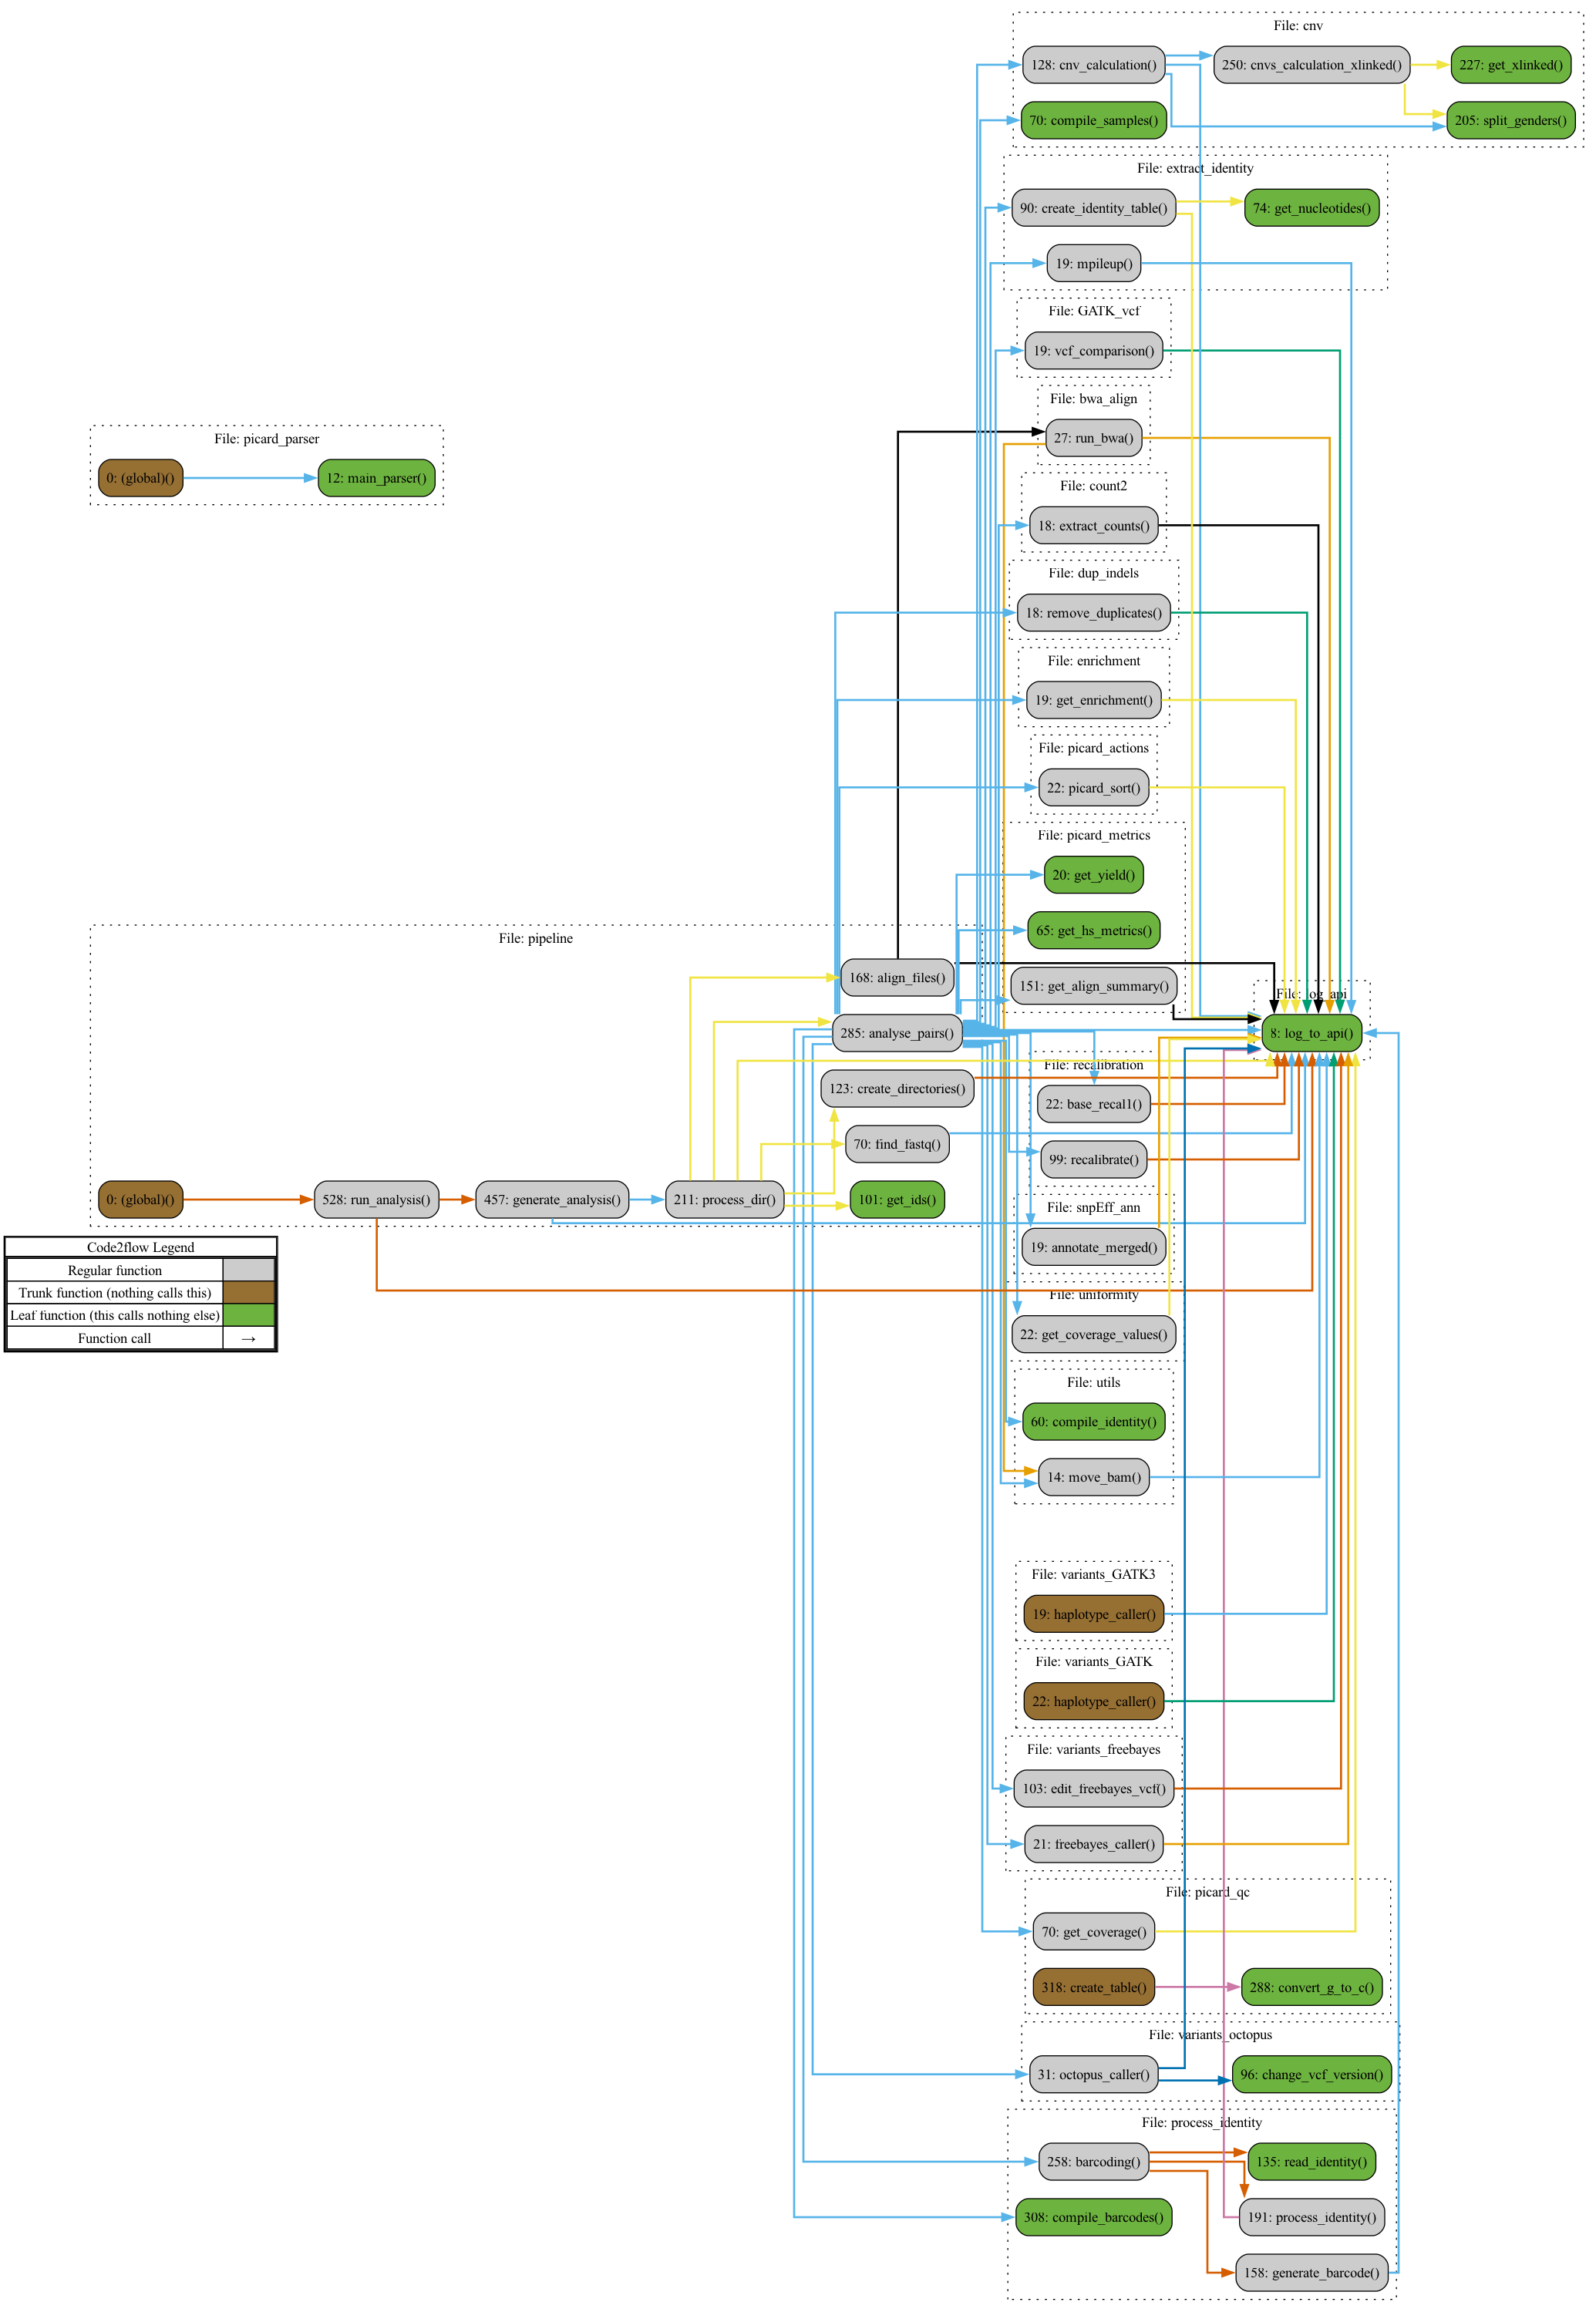 File: cnv
128: cnv_calculation()
250: cnvs_calculation_xlinked()
227: get_xlinked()
70: compile_samples()
205: split_genders()
File: extract_identity
90: create_identity_table()
74: get_nucleotides()
19: mpileup()
File: GATK_vcf
19: vcf_comparison()
File: bwa_align
27: run_bwa()
File: picard_parser
0: (global)()
12: main_parser()
File: count2
18: extract_counts()
File: dup_indels
18: remove_duplicates()
File: enrichment
19: get_enrichment()
File: picard_actions
22: picard_sort()
File: picard_metrics
20: get_yield()
65: get_hs_metrics()
151: get_align_summary()
File: pipeline
168: align_files()
285: analyse_pairs()
123: create_directories()
70: find_fastq()
0: (global)()
528: run_analysis()
457: generate_analysis()
211: process_dir()
101: get_ids()
File: log_api
8: log_to_api()
File: recalibration
22: base_recal1()
99: recalibrate()
File: snpEff_ann
19: annotate_merged()
Code2flow Legend
Regular function
Trunk function (nothing calls this)
Leaf function (this calls nothing else)
Function call →
File: uniformity
22: get_coverage_values()
File: utils
60: compile_identity()
14: move_bam()
File: variants_GATK3
19: haplotype_caller()
File: variants_GATK
22: haplotype_caller()
File: variants_freebayes
103: edit_freebayes_vcf()
21: freebayes_caller()
File: picard_qc
70: get_coverage()
318: create_table()
288: convert_g_to_c()
File: variants_octopus
31: octopus_caller()
96: change_vcf_version()
File: process_identity
258: barcoding()
135: read_identity()
308: compile_barcodes()
191: process_identity()
158: generate_barcode()